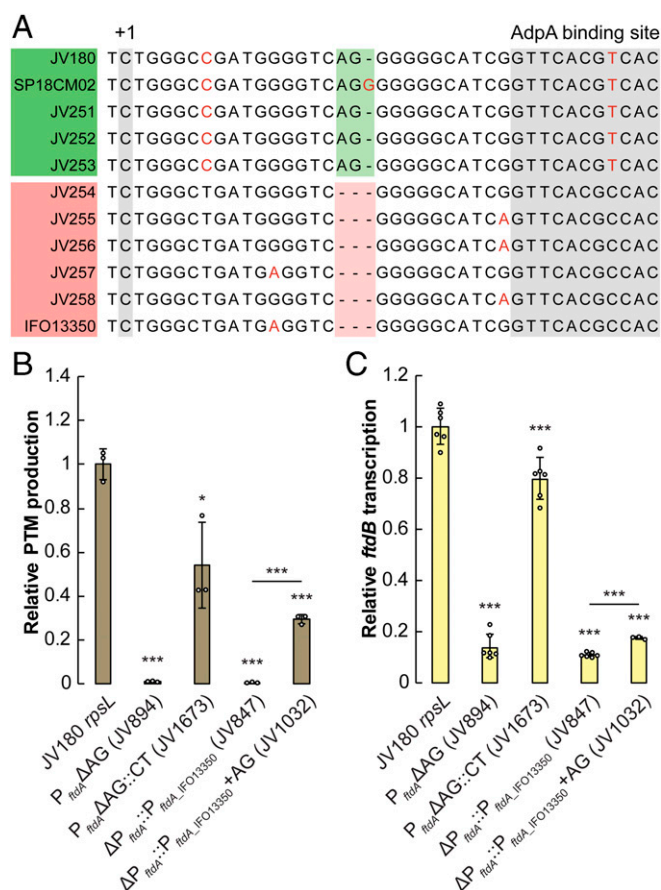 A
+1 AdpA binding site
JV180 TCTGGGCCGATGGGGTCAG-GGGGGCATCGGTTCACGTCAC
SP18CM02 TCTGGGCCGATGGGGTCAGGGGGGGCATCGGTTCACGTCAC
JV251 TCTGGGCCGATGGGGTCAG-GGGGGCATCGGTTCACGTCAC
JV252 TCTGGGCCGATGGGGTCAG-GGGGGCATCGGTTCACGTCAC
JV253 TCTGGGCCGATGGGGTCAG-GGGGGCATCGGTTCACGTCAC
JV254 TCTGGGCTGATGGGGTC---GGGGGCATCGGTTCACGCCAC
JV255 TCTGGGCTGATGGGGTC---GGGGGCATCAGTTCACGCCAC
JV256 TCTGGGCTGATGGGGTC---GGGGGCATCAGTTCACGCCAC
JV257 TCTGGGCTGATGAGGTC---GGGGGCATCGGTTCACGCCAC
JV258 TCTGGGCTGATGGGGTC---GGGGGCATCAGTTCACGCCAC
IFO13350 TCTGGGCTGATGAGGTC---GGGGGCATCGGTTCACGCCAC
B
Relative PTM production
1.4
1.2
1
0.8
0.6
0.4
0.2
0
***
*
***
***
***
JV180 rpsL
PftdA ΔAG (JV894)
PftdA ΔAG::CT (JV1673)
ΔPftdA::PftdA_IFO13350 (JV847)
ΔPftdA::PftdA_IFO13350+AG (JV1032)
C
Relative ftdB transcription
1.2
1
0.8
0.6
0.4
0.2
0
***
***
***
***
***
JV180 rpsL
PftdA ΔAG (JV894)
PftdA ΔAG::CT (JV1673)
ΔPftdA::PftdA_IFO13350 (JV847)
ΔPftdA::PftdA_IFO13350+AG (JV1032)